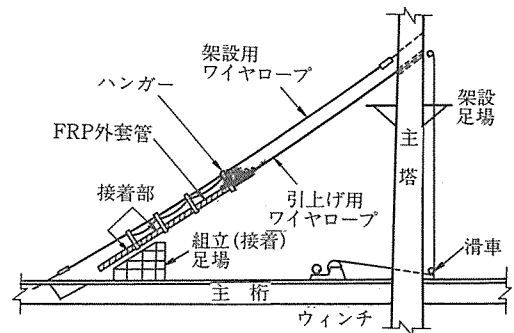 架設用
ワイヤロープ
ハンガー
FRP外套管
接着部
架設
足場
主塔
引上げ用
ワイヤロープ
組立(接着)
足場
滑車
主桁
ウィンチ